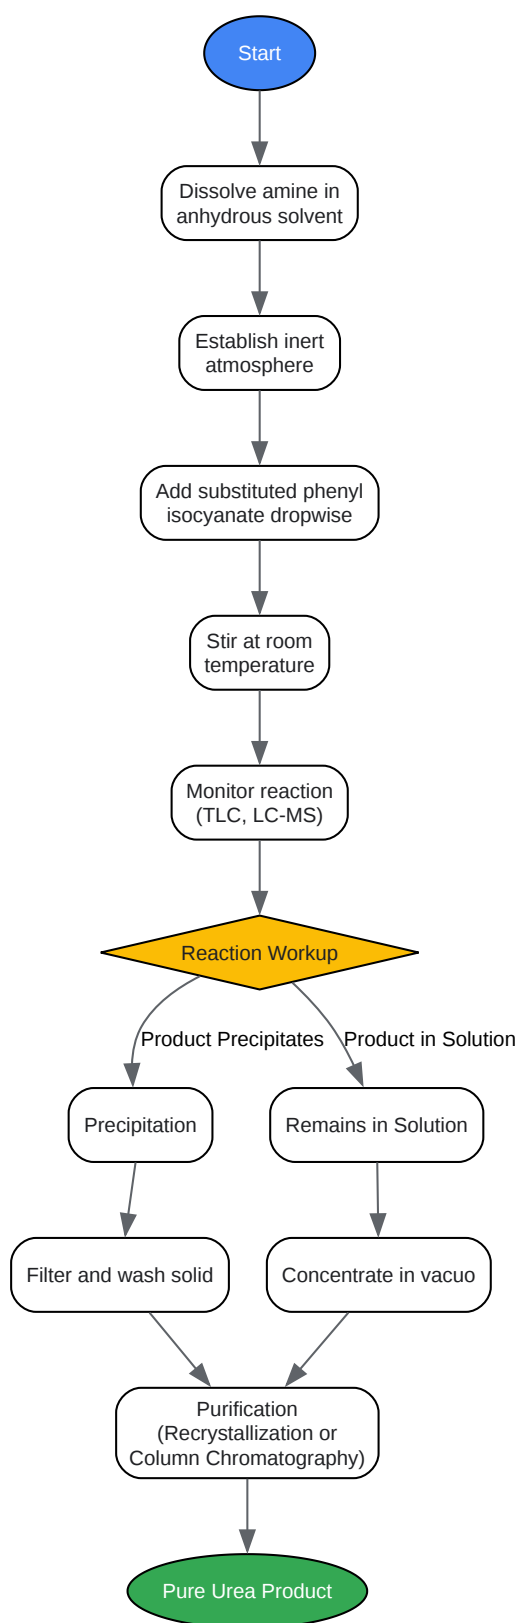 Start
Dissolve amine in
anhydrous solvent
Establish inert
atmosphere
Add substituted phenyl
isocyanate dropwise
Stir at room
temperature
Monitor reaction
(TLC, LC-MS)
Reaction Workup
Product Precipitates
Product in Solution
Precipitation
Remains in Solution
Filter and wash solid
Concentrate in vacuo
Purification
(Recrystallization or
Column Chromatography)
Pure Urea Product